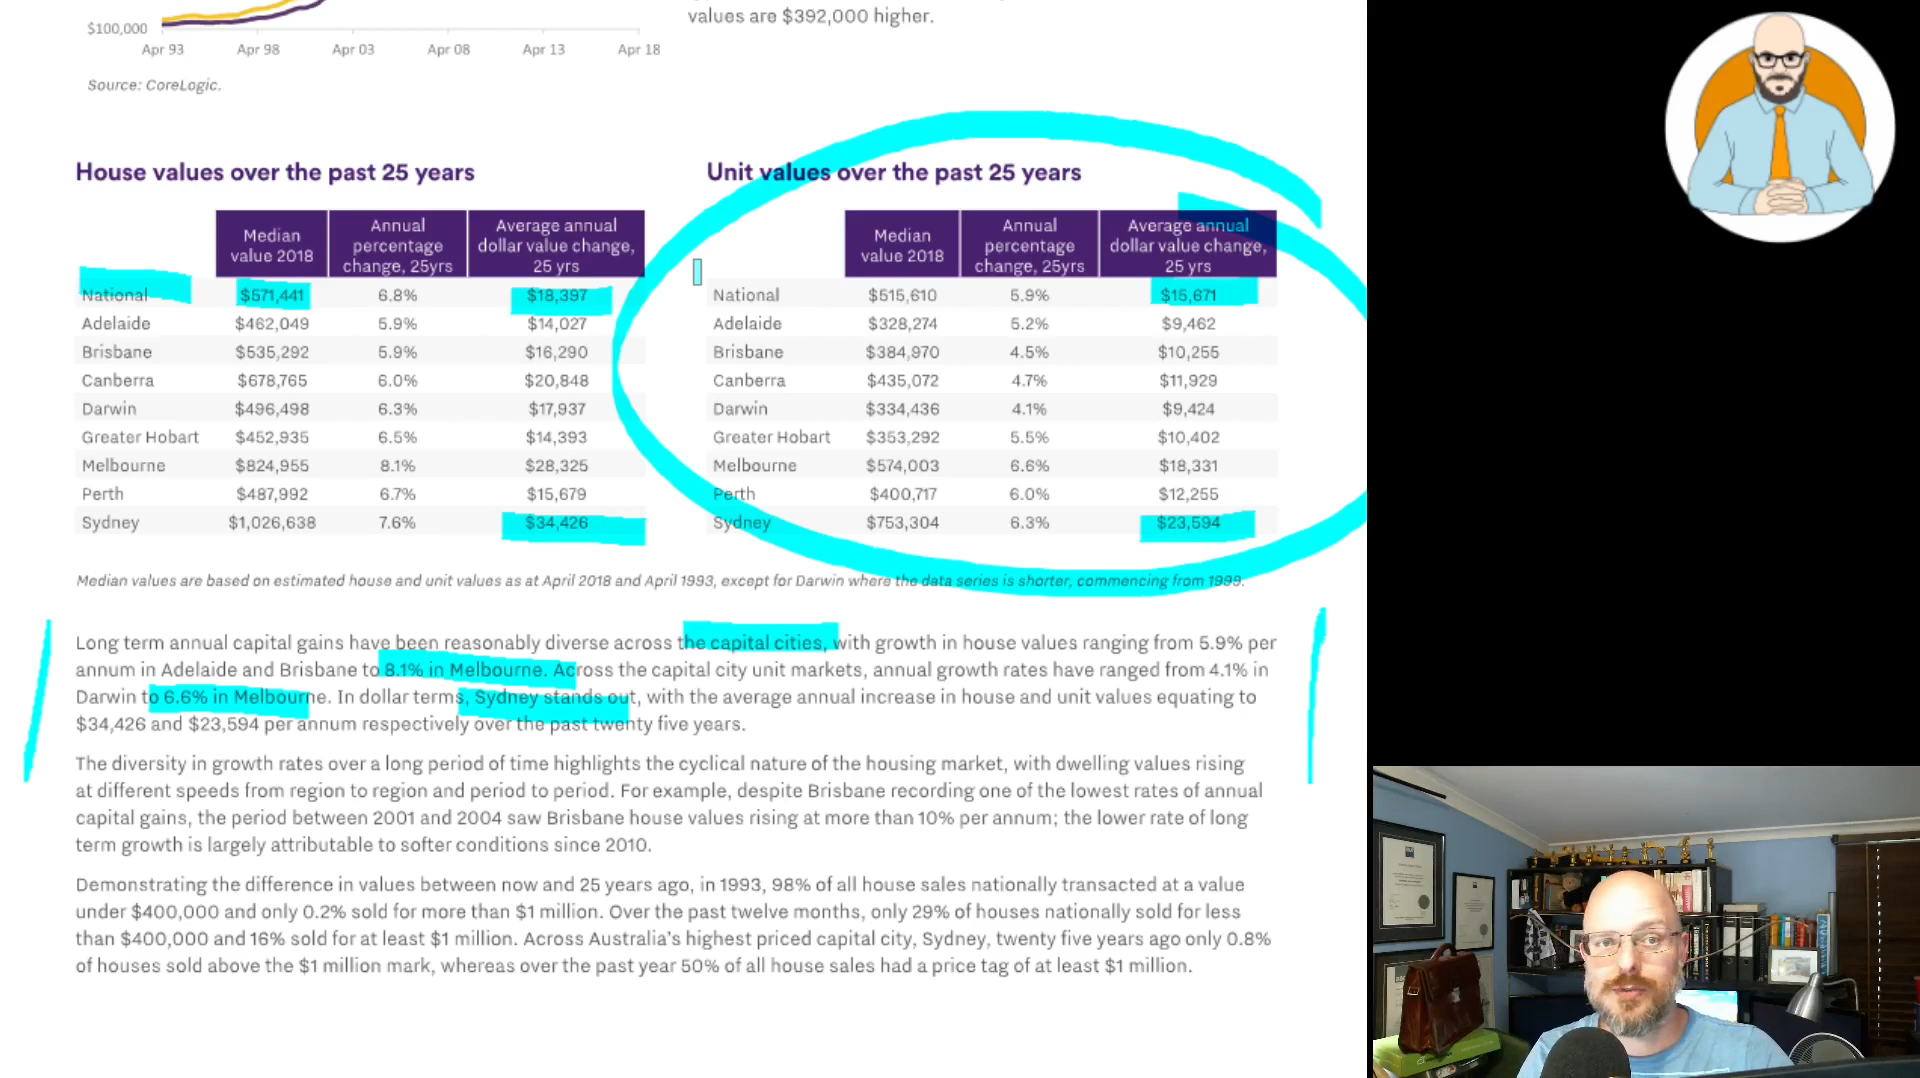 values are $392,000 higher.
$100,000
Apr 93 Apr 98 Apr 03 Apr 08 Apr 13 Apr 18
Source: CoreLogic.
House values over the past 25 years
Median value 2018 Annual percentage change, 25yrs Average annual dollar value change, 25 yrs
National $571,441 6.8% $18,397
Adelaide $462,049 5.9% $14,027
Brisbane $535,292 5.9% $16,290
Canberra $678,765 6.0% $20,848
Darwin $496,498 6.3% $17,937
Greater Hobart $452,935 6.5% $14,393
Melbourne $824,955 8.1% $28,325
Perth $487,992 6.7% $15,679
Sydney $1,026,638 7.6% $34,426
Unit values over the past 25 years
Median value 2018 Annual percentage change, 25yrs Average annual dollar value change, 25 yrs
National $515,610 5.9% $15,671
Adelaide $328,274 5.2% $9,462
Brisbane $384,970 4.5% $10,255
Canberra $435,072 4.7% $11,929
Darwin $334,436 4.1% $9,424
Greater Hobart $353,292 5.5% $10,402
Melbourne $574,003 6.6% $18,331
Perth $400,717 6.0% $12,255
Sydney $753,304 6.3% $23,594
Median values are based on estimated house and unit values as at April 2018 and April 1993, except for Darwin where the data series is shorter, commencing from 1999.
Long term annual capital gains have been reasonably diverse across the capital cities, with growth in house values ranging from 5.9% per
annum in Adelaide and Brisbane to 8.1% in Melbourne. Across the capital city unit markets, annual growth rates have ranged from 4.1% in
Darwin to 6.6% in Melbourne. In dollar terms, Sydney stands out, with the average annual increase in house and unit values equating to
$34,426 and $23,594 per annum respectively over the past twenty five years.
The diversity in growth rates over a long period of time highlights the cyclical nature of the housing market, with dwelling values rising
at different speeds from region to region and period to period. For example, despite Brisbane recording one of the lowest rates of annual
capital gains, the period between 2001 and 2004 saw Brisbane house values rising at more than 10% per annum; the lower rate of long
term growth is largely attributable to softer conditions since 2010.
Demonstrating the difference in values between now and 25 years ago, in 1993, 98% of all house sales nationally transacted at a value
under $400,000 and only 0.2% sold for more than $1 million. Over the past twelve months, only 29% of houses nationally sold for less
than $400,000 and 16% sold for at least $1 million. Across Australia's highest priced capital city, Sydney, twenty five years ago only 0.8%
of houses sold above the $1 million mark, whereas over the past year 50% of all house sales had a price tag of at least $1 million.